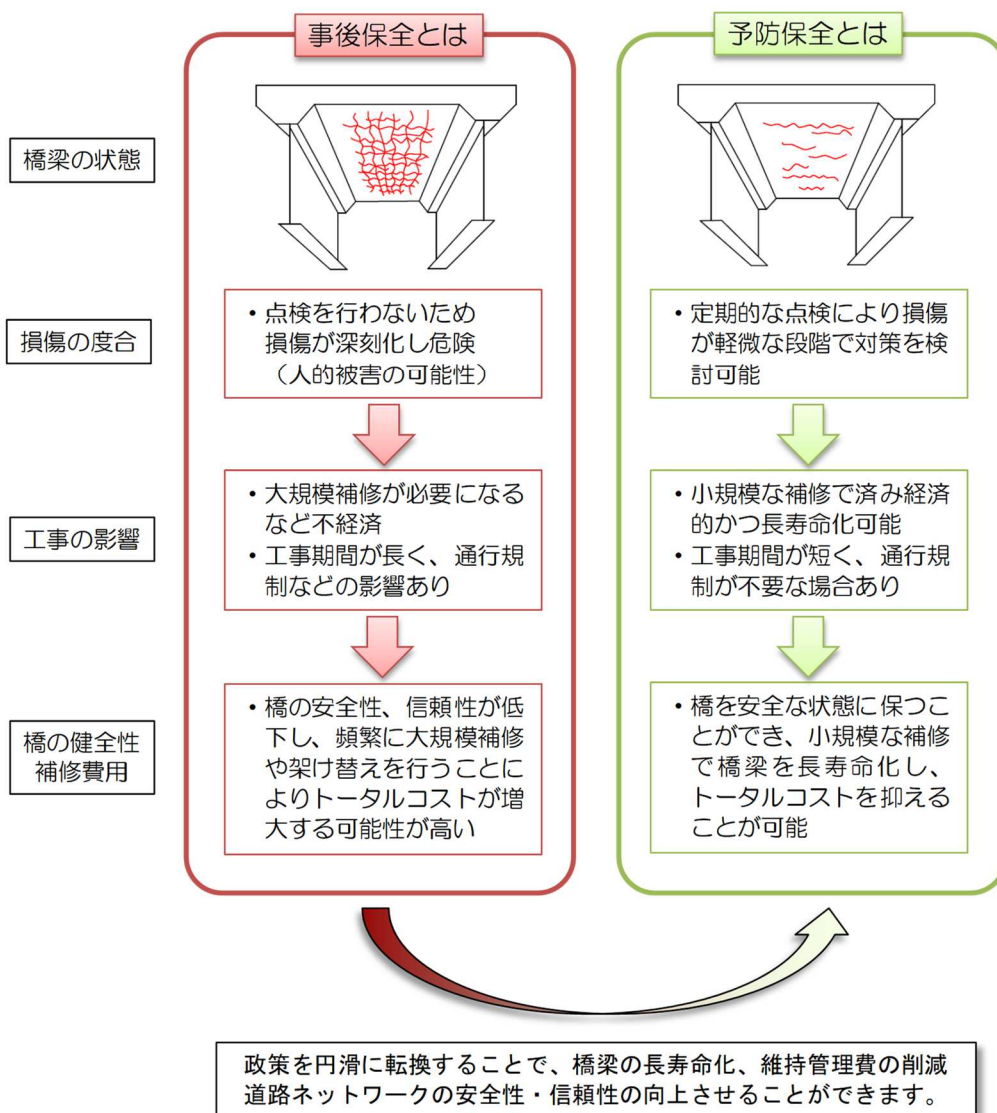 事後保全とは
予防保全とは
橋梁の状態
損傷の度合
・点検を行わないため
損傷が深刻化し危険
（人的被害の可能性）
・定期的な点検により損傷
が軽微な段階で対策を検
討可能
工事の影響
・大規模補修が必要になる
など不経済
・工事期間が長く、通行規
制などの影響あり
・小規模な補修で済み経済
的かつ長寿命化可能
・工事期間が短く、通行規
制が不要な場合あり
橋の健全性
補修費用
・橋の安全性、信頼性が低
下し、頻繁に大規模補修
や架け替えを行うことに
よりトータルコストが増
大する可能性が高い
・橋を安全な状態に保つこ
とができ、小規模な補修
で橋梁を長寿命化し、
トータルコストを抑える
ことが可能
政策を円滑に転換することで、橋梁の長寿命化、維持管理費の削減
道路ネットワークの安全性・信頼性の向上させることができます。